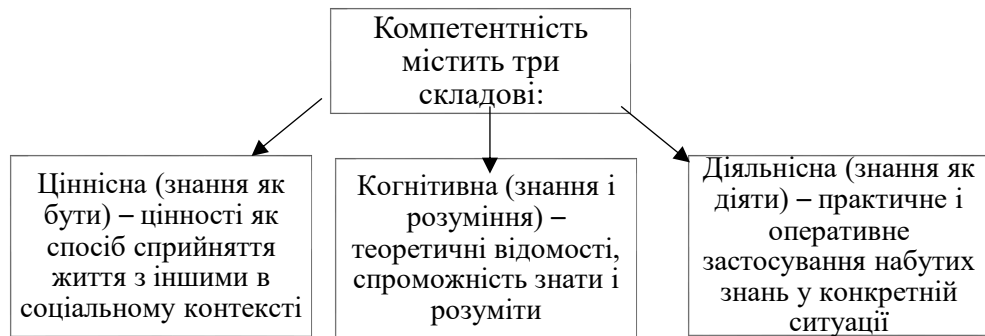 Компетентність
містить три
складові:
Ціннісна (знання як
бути) – цінності як
спосіб сприйняття
життя з іншими в
соціальному контексті
Когнітивна (знання і
розуміння) –
теоретичні відомості,
спроможність знати і
розуміти
Діяльнісна (знання як
діяти) – практичне і
оперативне
застосування набутих
знань у конкретній
ситуації